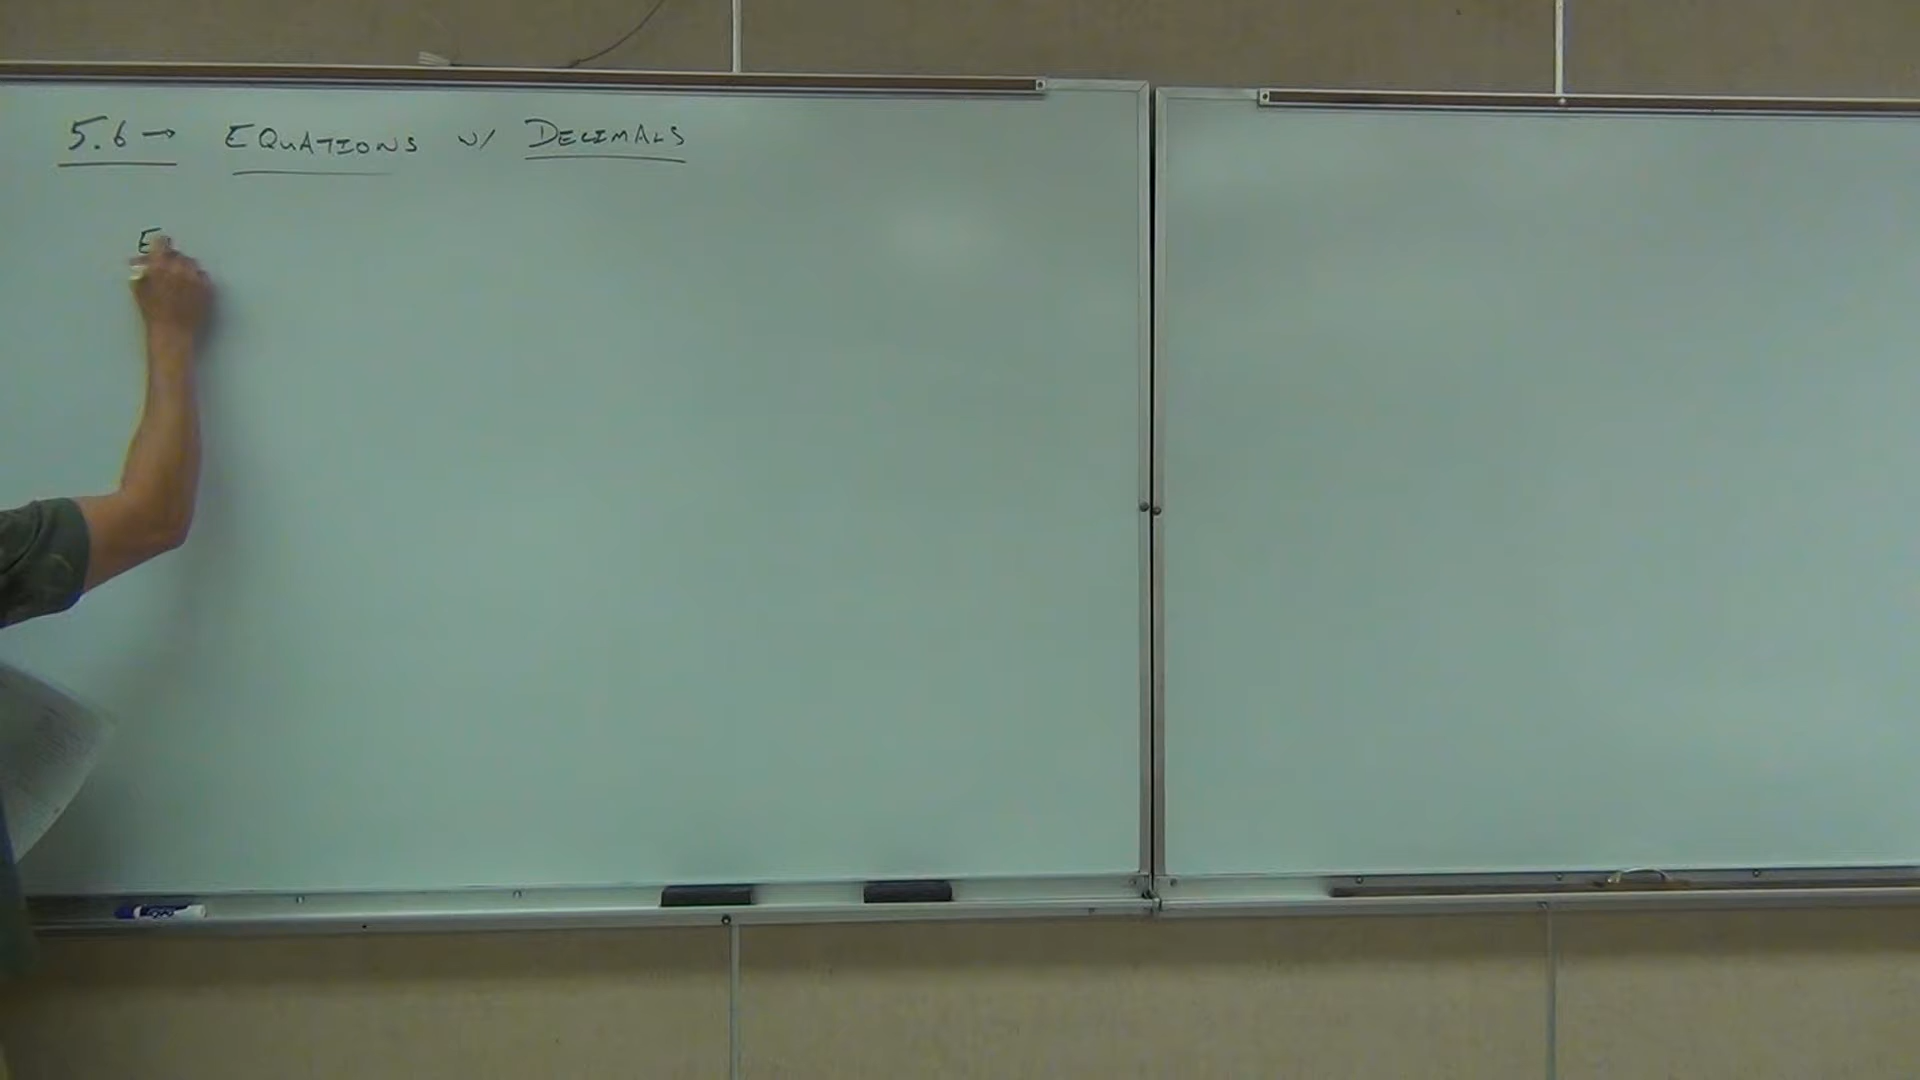 5.6 → EQUATIONS w/ DECIMALS
E